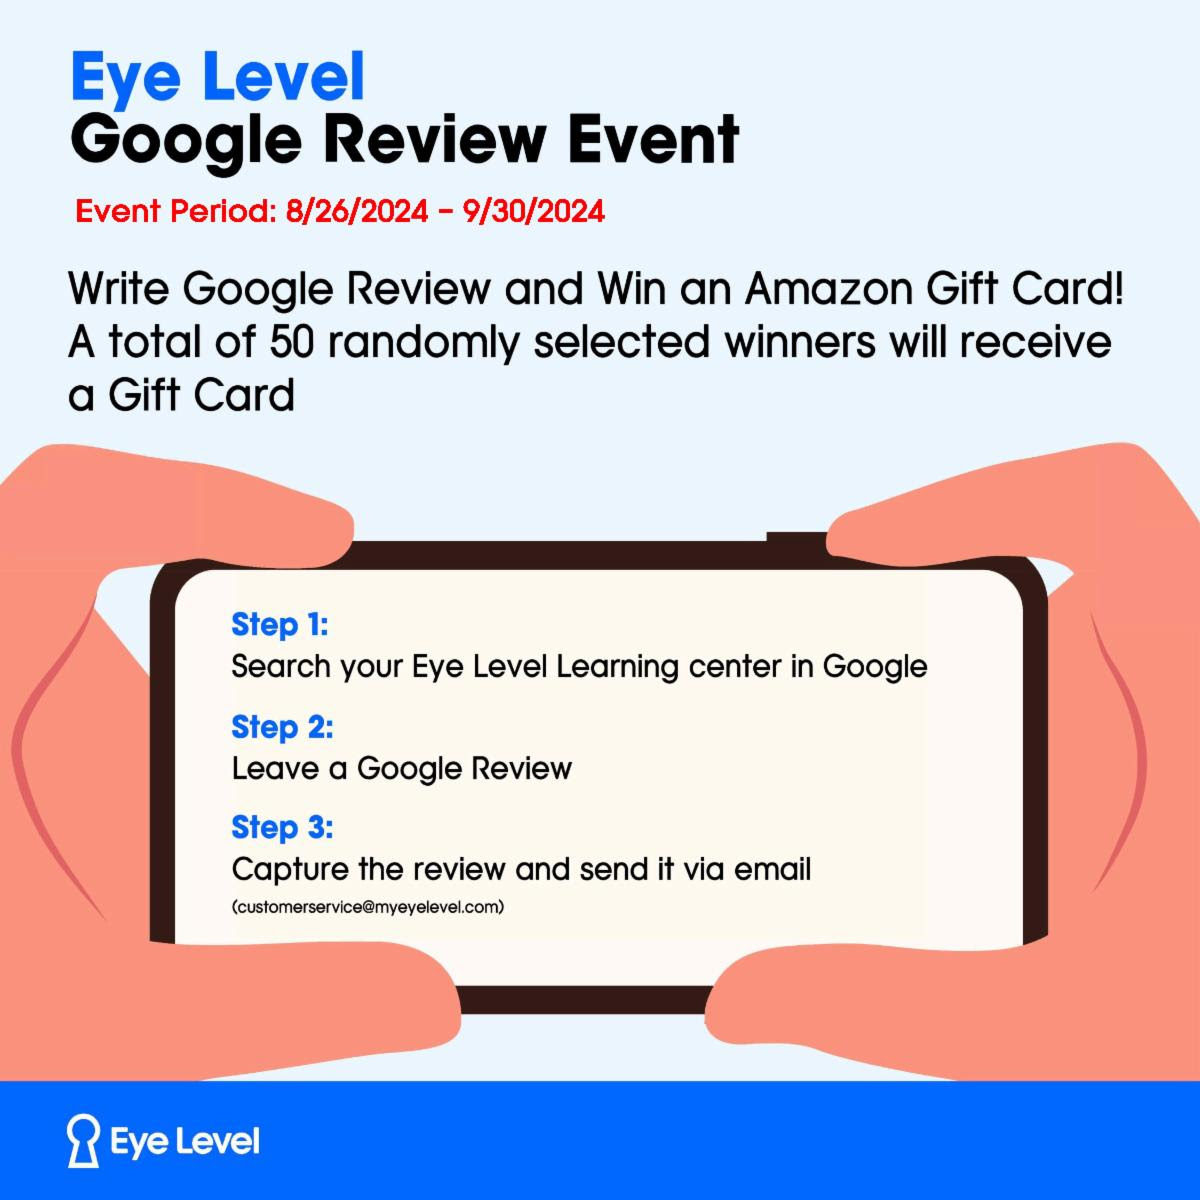 Eye Level
Google Review Event
Event Period: 8/26/2024 – 9/30/2024
Write Google Review and Win an Amazon Gift Card!
A total of 50 randomly selected winners will receive
a Gift Card
Step 1:
Search your Eye Level Learning center in Google
Step 2:
Leave a Google Review
Step 3:
Capture the review and send it via email
(customerservice@myeyelevel.com)
Eye Level